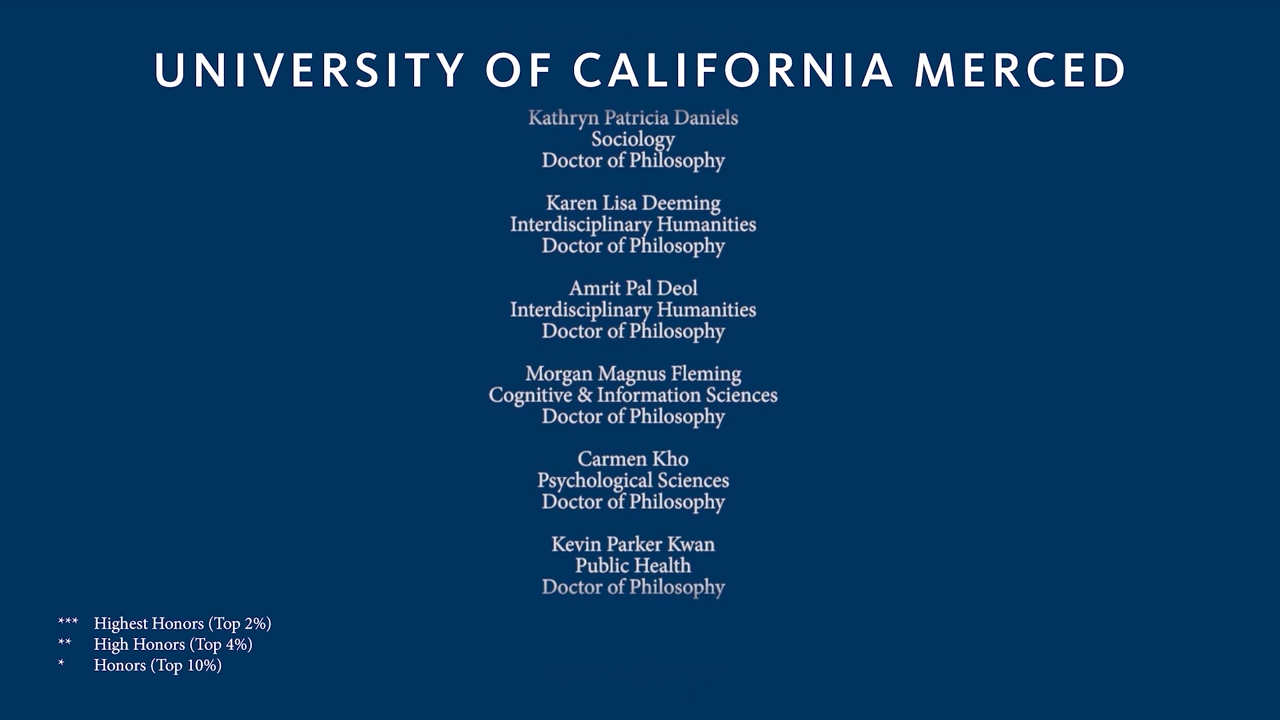 UNIVERSITY OF CALIFORNIA MERCED
Kathryn Patricia Daniels
Sociology
Doctor of Philosophy
Karen Lisa Deeming
Interdisciplinary Humanities
Doctor of Philosophy
Amrit Pal Deol
Interdisciplinary Humanities
Doctor of Philosophy
Morgan Magnus Fleming
Cognitive & Information Sciences
Doctor of Philosophy
Carmen Kho
Psychological Sciences
Doctor of Philosophy
Kevin Parker Kwan
Public Health
Doctor of Philosophy
*** Highest Honors (Top 2%)
** High Honors (Top 4%)
* Honors (Top 10%)